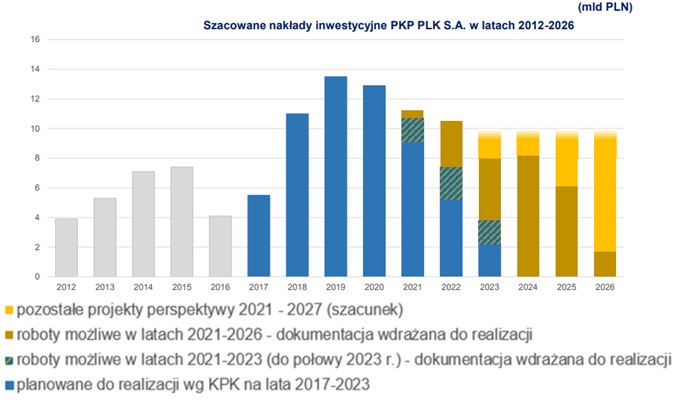 (mld PLN)
Szacowane nakłady inwestycyjne PKP PLK S.A. w latach 2012-2026
16
14
12
10
8
6
4
2
0
2012 2013 2014 2015 2016 2017 2018 2019 2020 2021 2022 2023 2024 2025 2026
pozostałe projekty perspektywy 2021 - 2027 (szacunek)
roboty możliwe w latach 2021-2026 - dokumentacja wdrażana do realizacji
roboty możliwe w latach 2021-2023 (do połowy 2023 r.) - dokumentacja wdrażana do realizacji
planowane do realizacji wg KPK na lata 2017-2023